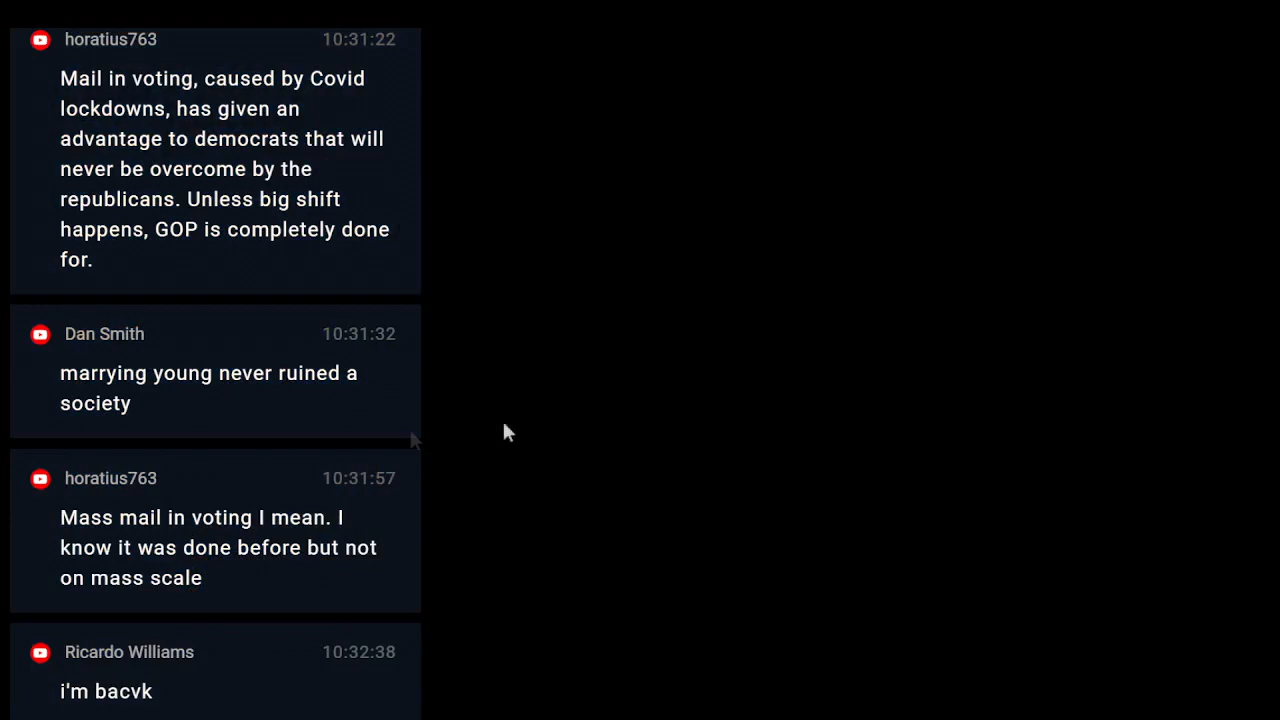 horatius763 10:31:22
Mail in voting, caused by Covid
lockdowns, has given an
advantage to democrats that will
never be overcome by the
republicans. Unless big shift
happens, GOP is completely done
for.
Dan Smith 10:31:32
marrying young never ruined a
society
horatius763 10:31:57
Mass mail in voting I mean. I
know it was done before but not
on mass scale
Ricardo Williams 10:32:38
i'm bacvk